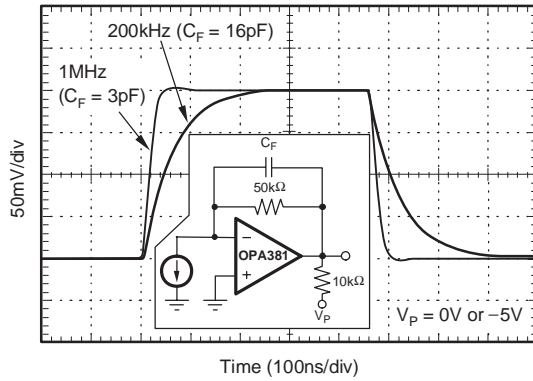 200kHz (C_F = 16pF)
1MHz
(C_F = 3pF)
50mV/div
C_F
50kΩ
OPA381
10kΩ
V_P
V_P = 0V or −5V
Time (100ns/div)